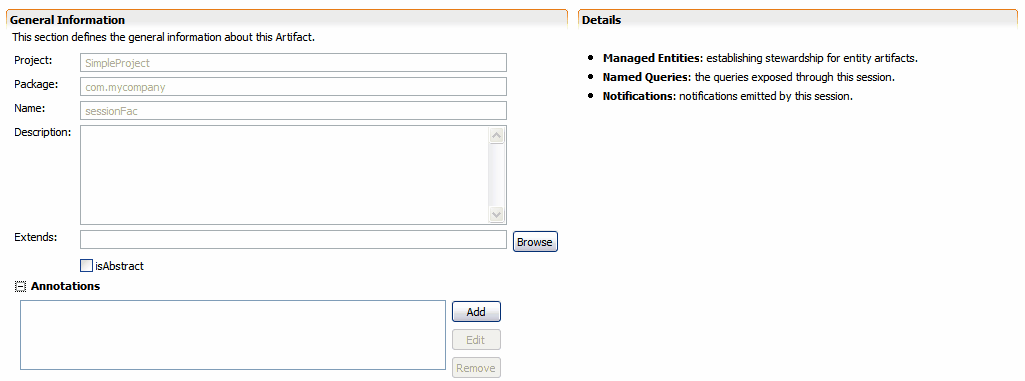 General Information
This section defines the general information about this Artifact.
Project: SimpleProject
Package: com.mycompany
Name: sessionFac
Description:
Extends: Browse
isAbstract
Annotations
Add
Edit
Remove
Details
Managed Entities: establishing stewardship for entity artifacts.
Named Queries: the queries exposed through this session.
Notifications: notifications emitted by this session.